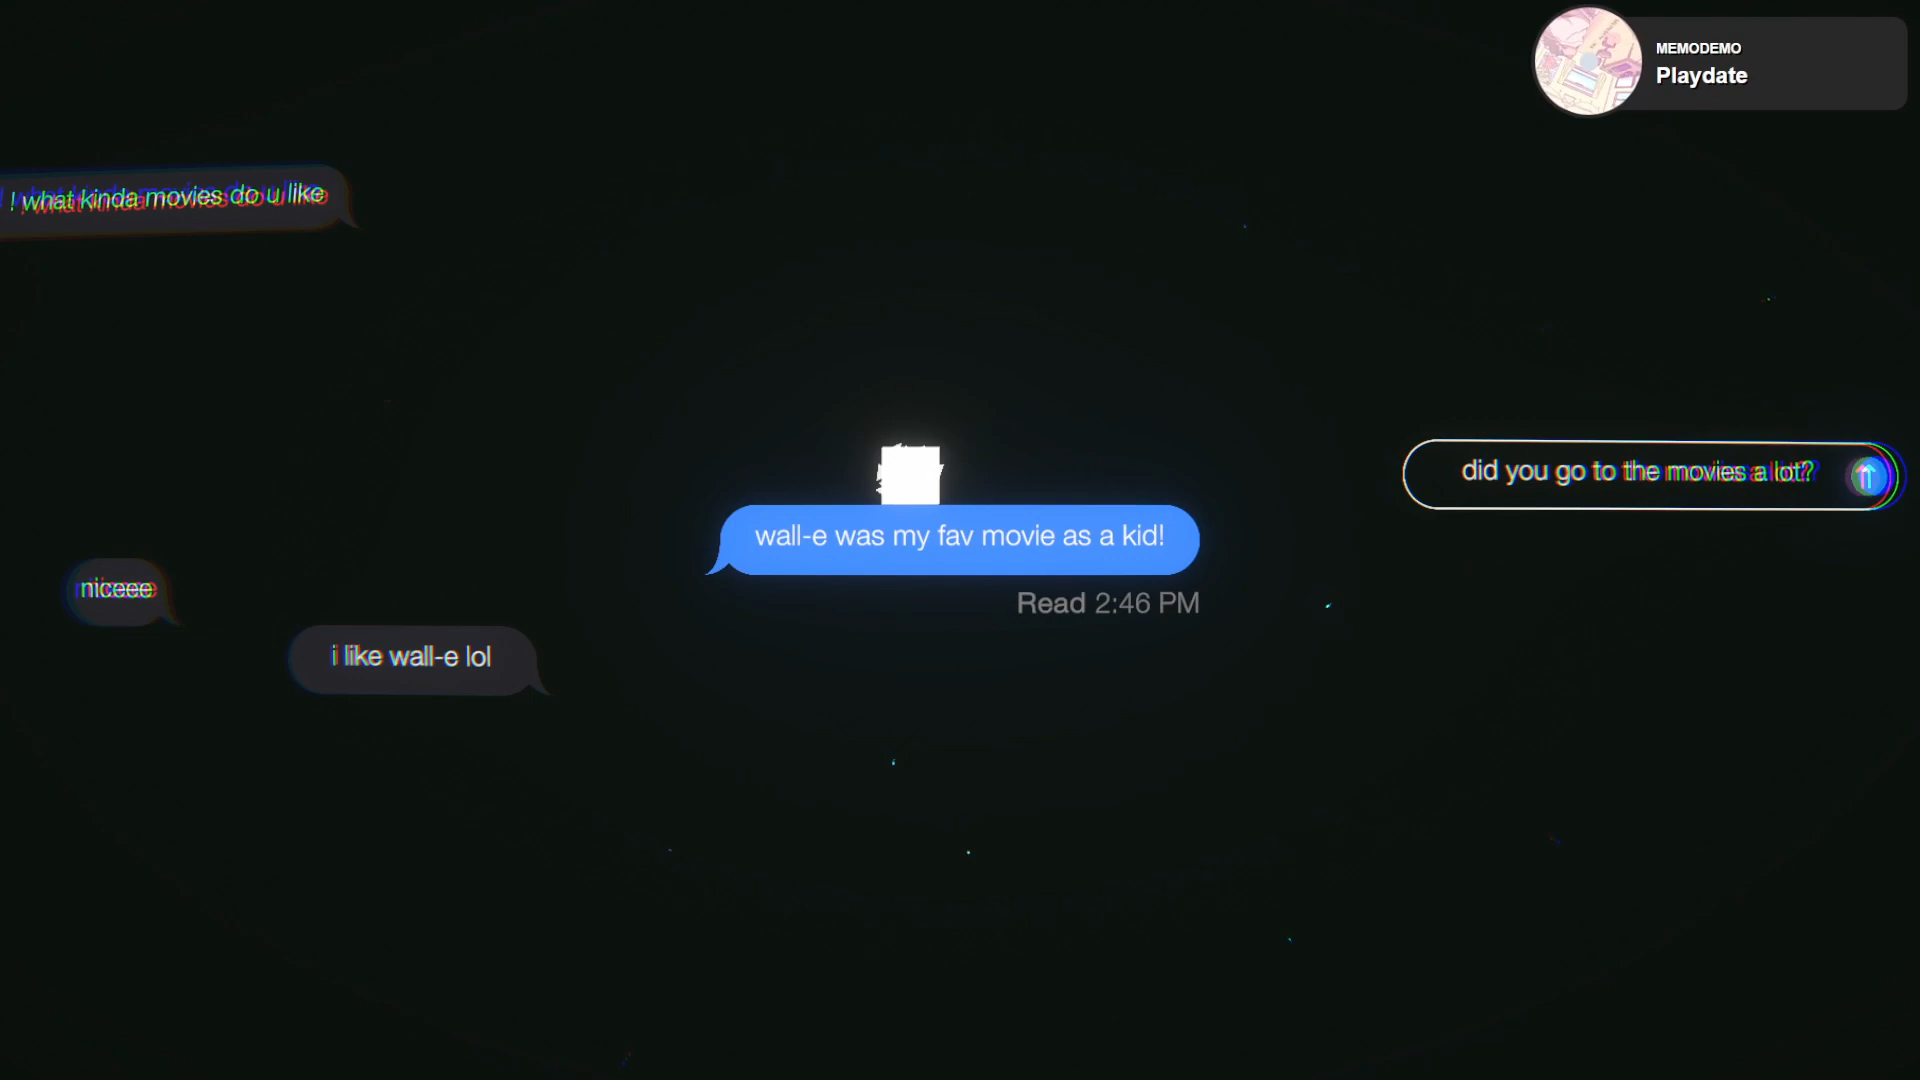 MEMODEMO
Playdate
! what kinda movies do u like
did you go to the movies a lot?
wall-e was my fav movie as a kid!
niceee
Read 2:46 PM
i like wall-e lol